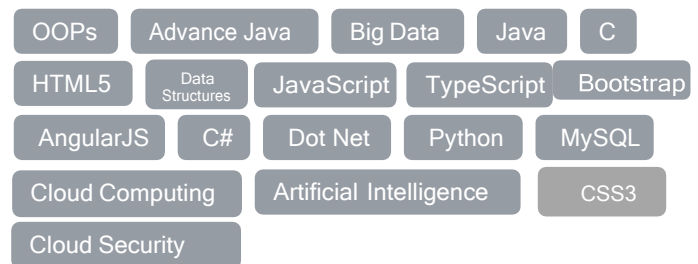 OOPs Advance Java Big Data Java C
HTML5 Data Structures JavaScript TypeScript Bootstrap
AngularJS C# Dot Net Python MySQL
Cloud Computing Artificial Intelligence CSS3
Cloud Security